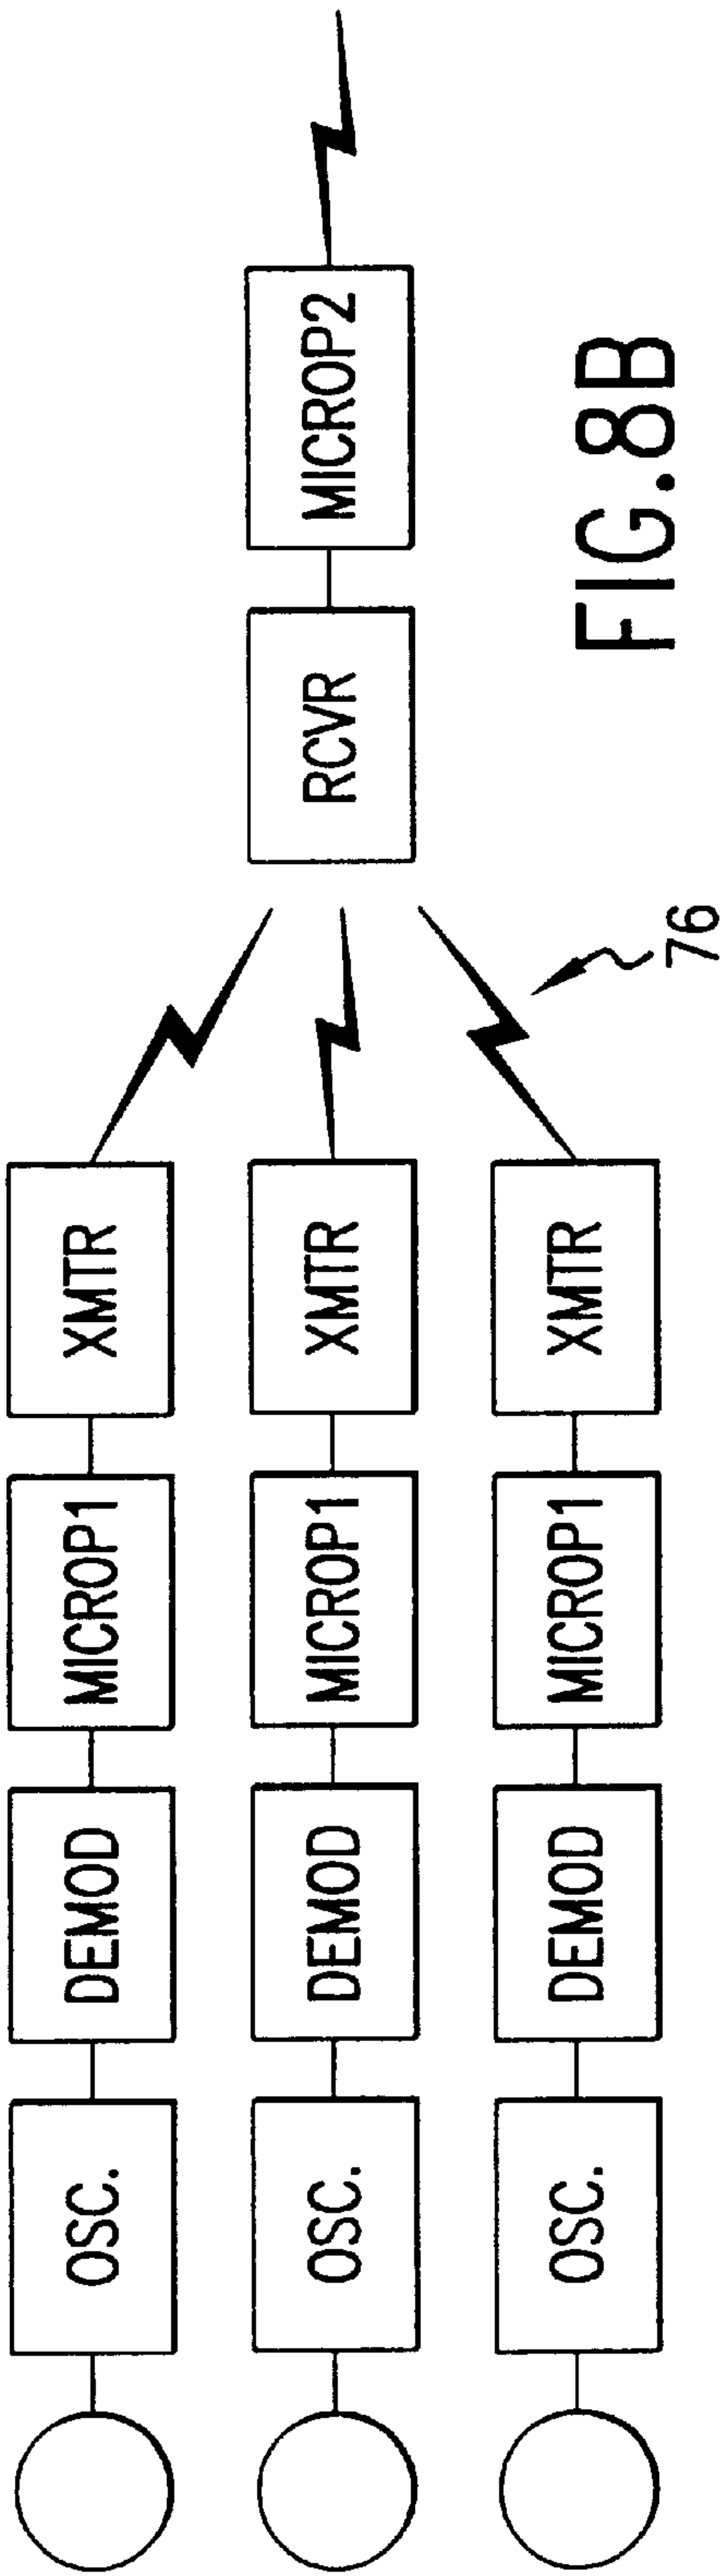 OSC. DEMOD MICROP1 XMTR
OSC. DEMOD MICROP1 XMTR
RCVR MICROP2
OSC. DEMOD MICROP1 XMTR
76
FIG.8B